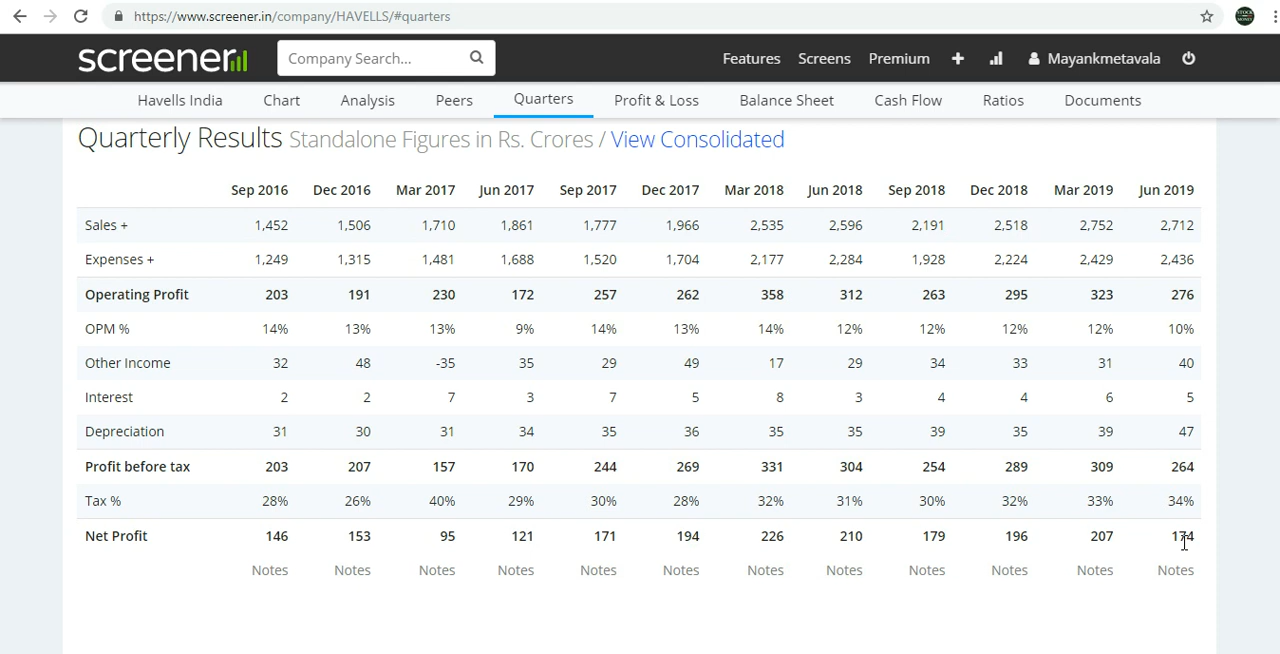 https://www.screener.in/company/HAVELLS/#quarters
screener Company Search... Features Screens Premium + Mayankmetavala
Havells India Chart Analysis Peers Quarters Profit & Loss Balance Sheet Cash Flow Ratios Documents
Quarterly Results Standalone Figures in Rs. Crores / View Consolidated
Sep 2016 Dec 2016 Mar 2017 Jun 2017 Sep 2017 Dec 2017 Mar 2018 Jun 2018 Sep 2018 Dec 2018 Mar 2019 Jun 2019
Sales + 1,452 1,506 1,710 1,861 1,777 1,966 2,535 2,596 2,191 2,518 2,752 2,712
Expenses + 1,249 1,315 1,481 1,688 1,520 1,704 2,177 2,284 1,928 2,224 2,429 2,436
Operating Profit 203 191 230 172 257 262 358 312 263 295 323 276
OPM % 14% 13% 13% 9% 14% 13% 14% 12% 12% 12% 12% 10%
Other Income 32 48 -35 35 29 49 17 29 34 33 31 40
Interest 2 2 7 3 7 5 8 3 4 4 6 5
Depreciation 31 30 31 34 35 36 35 35 39 35 39 47
Profit before tax 203 207 157 170 244 269 331 304 254 289 309 264
Tax % 28% 26% 40% 29% 30% 28% 32% 31% 30% 32% 33% 34%
Net Profit 146 153 95 121 171 194 226 210 179 196 207 174
Notes Notes Notes Notes Notes Notes Notes Notes Notes Notes Notes Notes